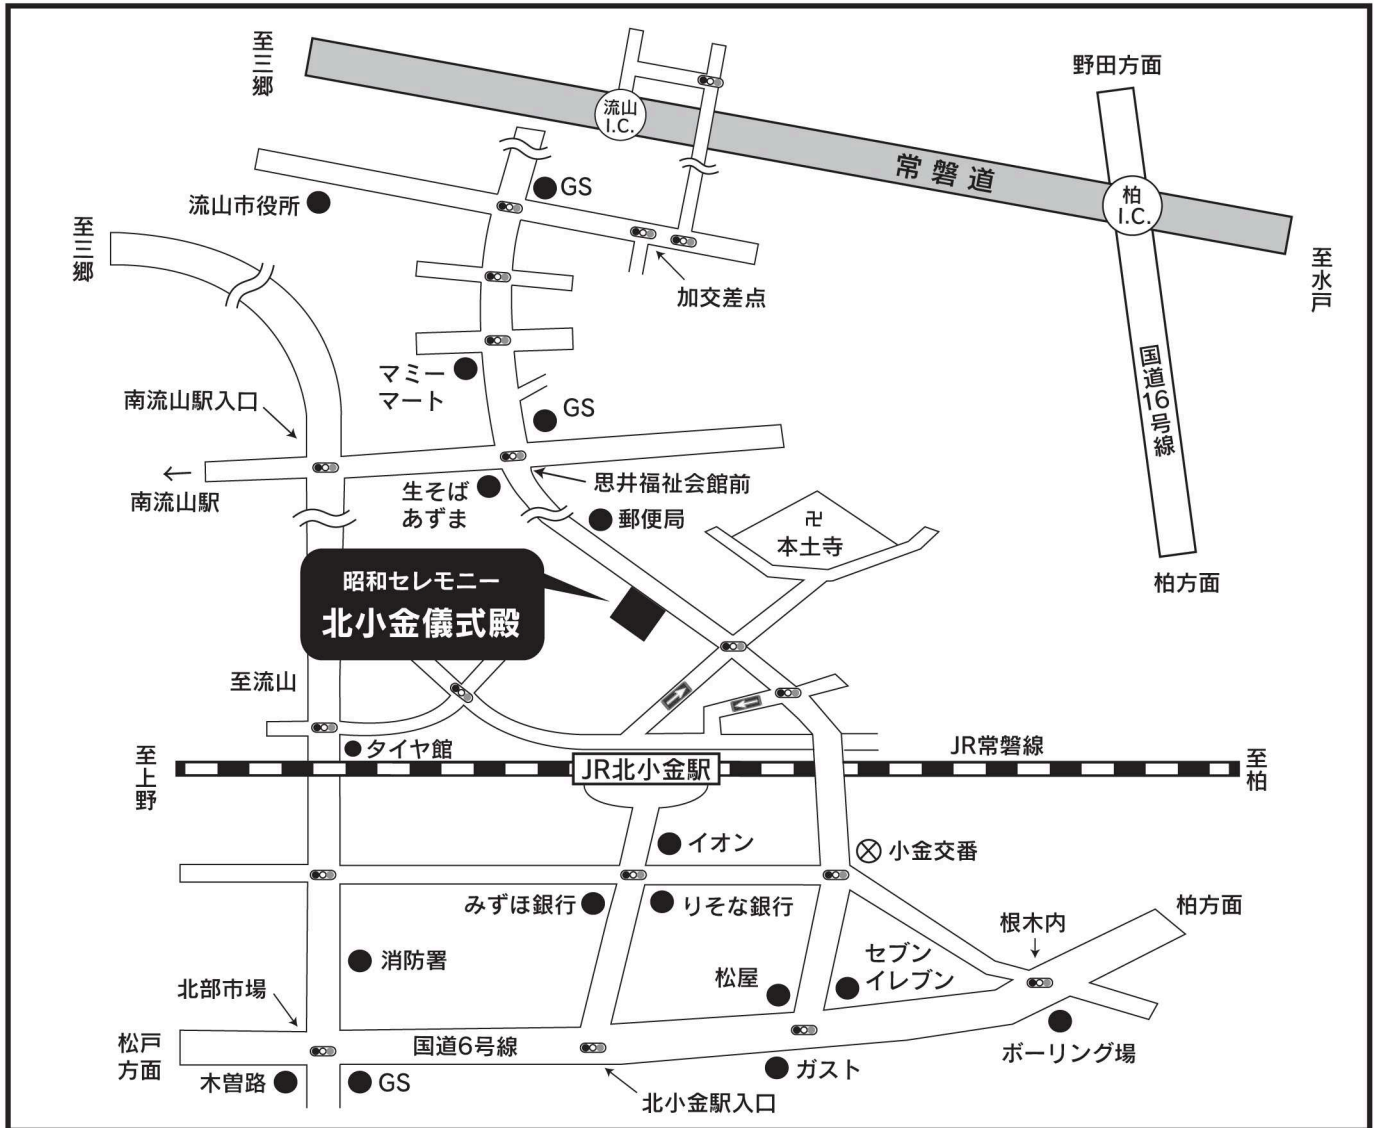 至三郷
流山
I.C.
野田方面
常磐道
柏
I.C.
GS
流山市役所
至三郷
至水戸
加交差点
国道16号線
マミー
マート
南流山駅入口
GS
思井福祉会館前
南流山駅
生そば
あずま
郵便局
卍
本土寺
柏方面
昭和セレモニー
北小金儀式殿
至流山
タイヤ館
JR常磐線
至上野
JR北小金駅
至柏
イオン
小金交番
みずほ銀行
りそな銀行
柏方面
根木内
消防署
セブン
イレブン
松屋
北部市場
松戸
方面
国道6号線
ボーリング場
木曽路
GS
ガスト
北小金駅入口